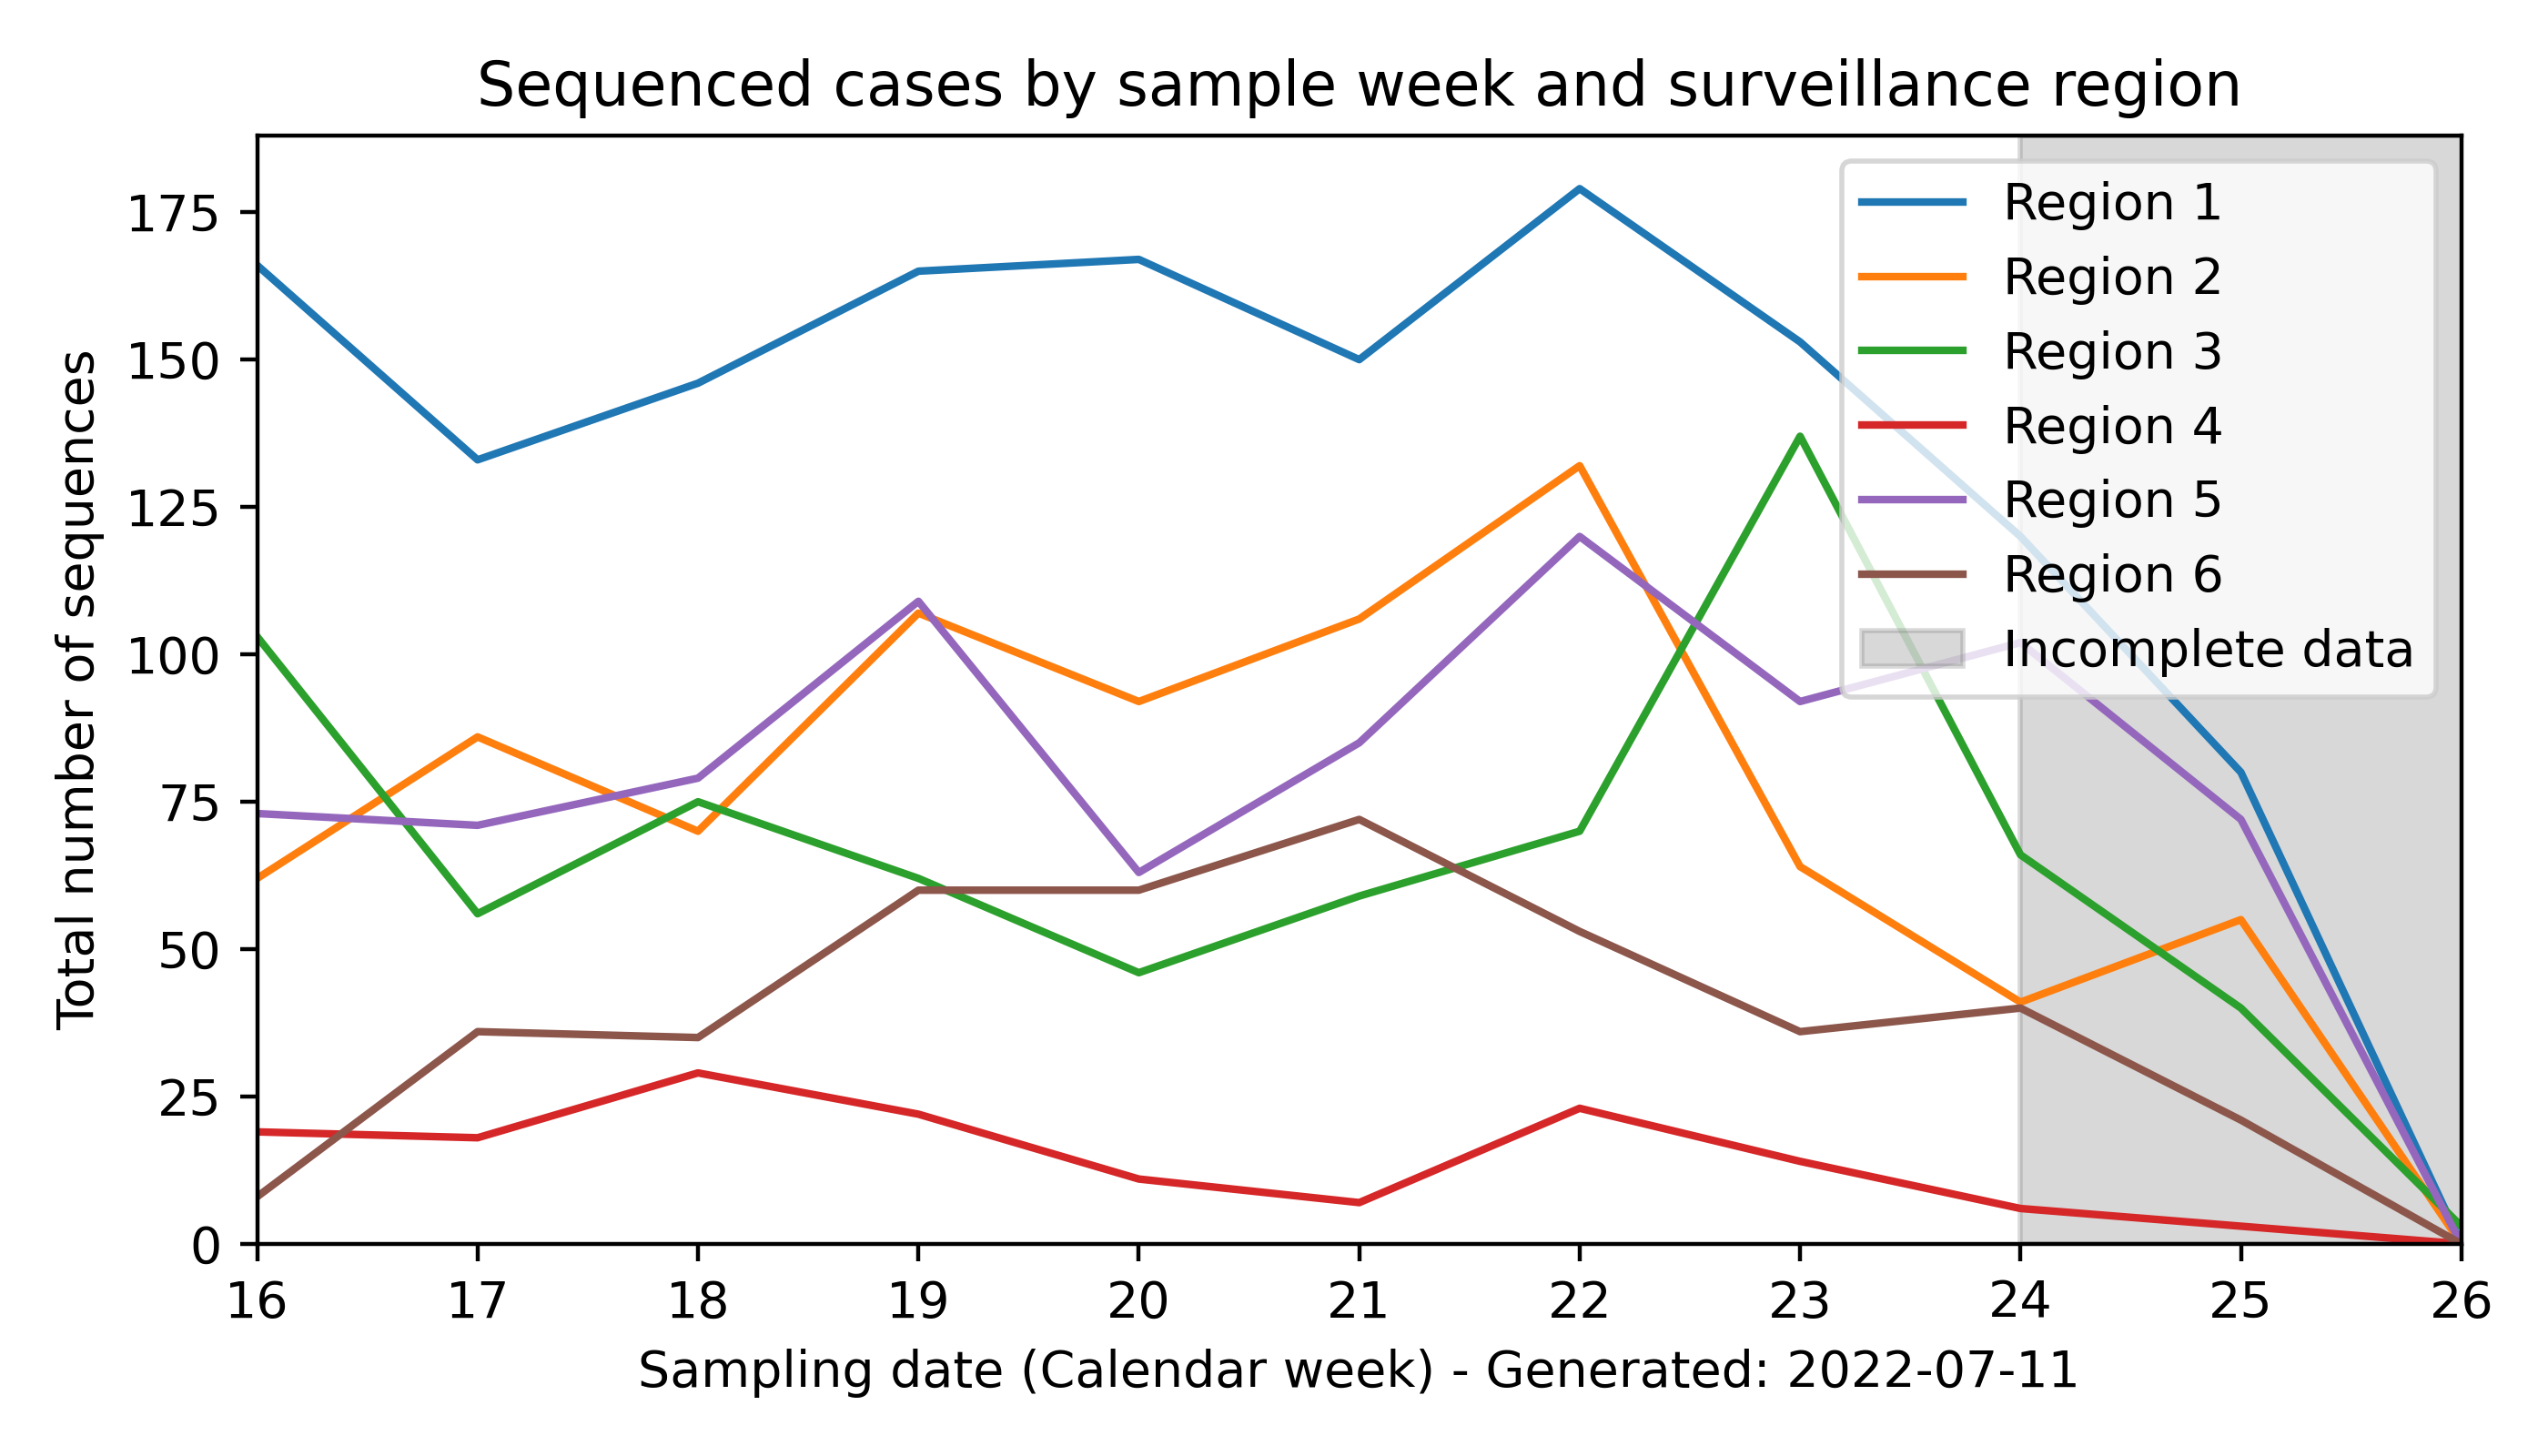 Sequenced cases by sample week and surveillance region
Total number of sequences
175
150
125
100
75
50
25
0
Region 1
Region 2
Region 3
Region 4
Region 5
Region 6
Incomplete data
16 17 18 19 20 21 22 23 24 25 26
Sampling date (Calendar week) - Generated: 2022-07-11